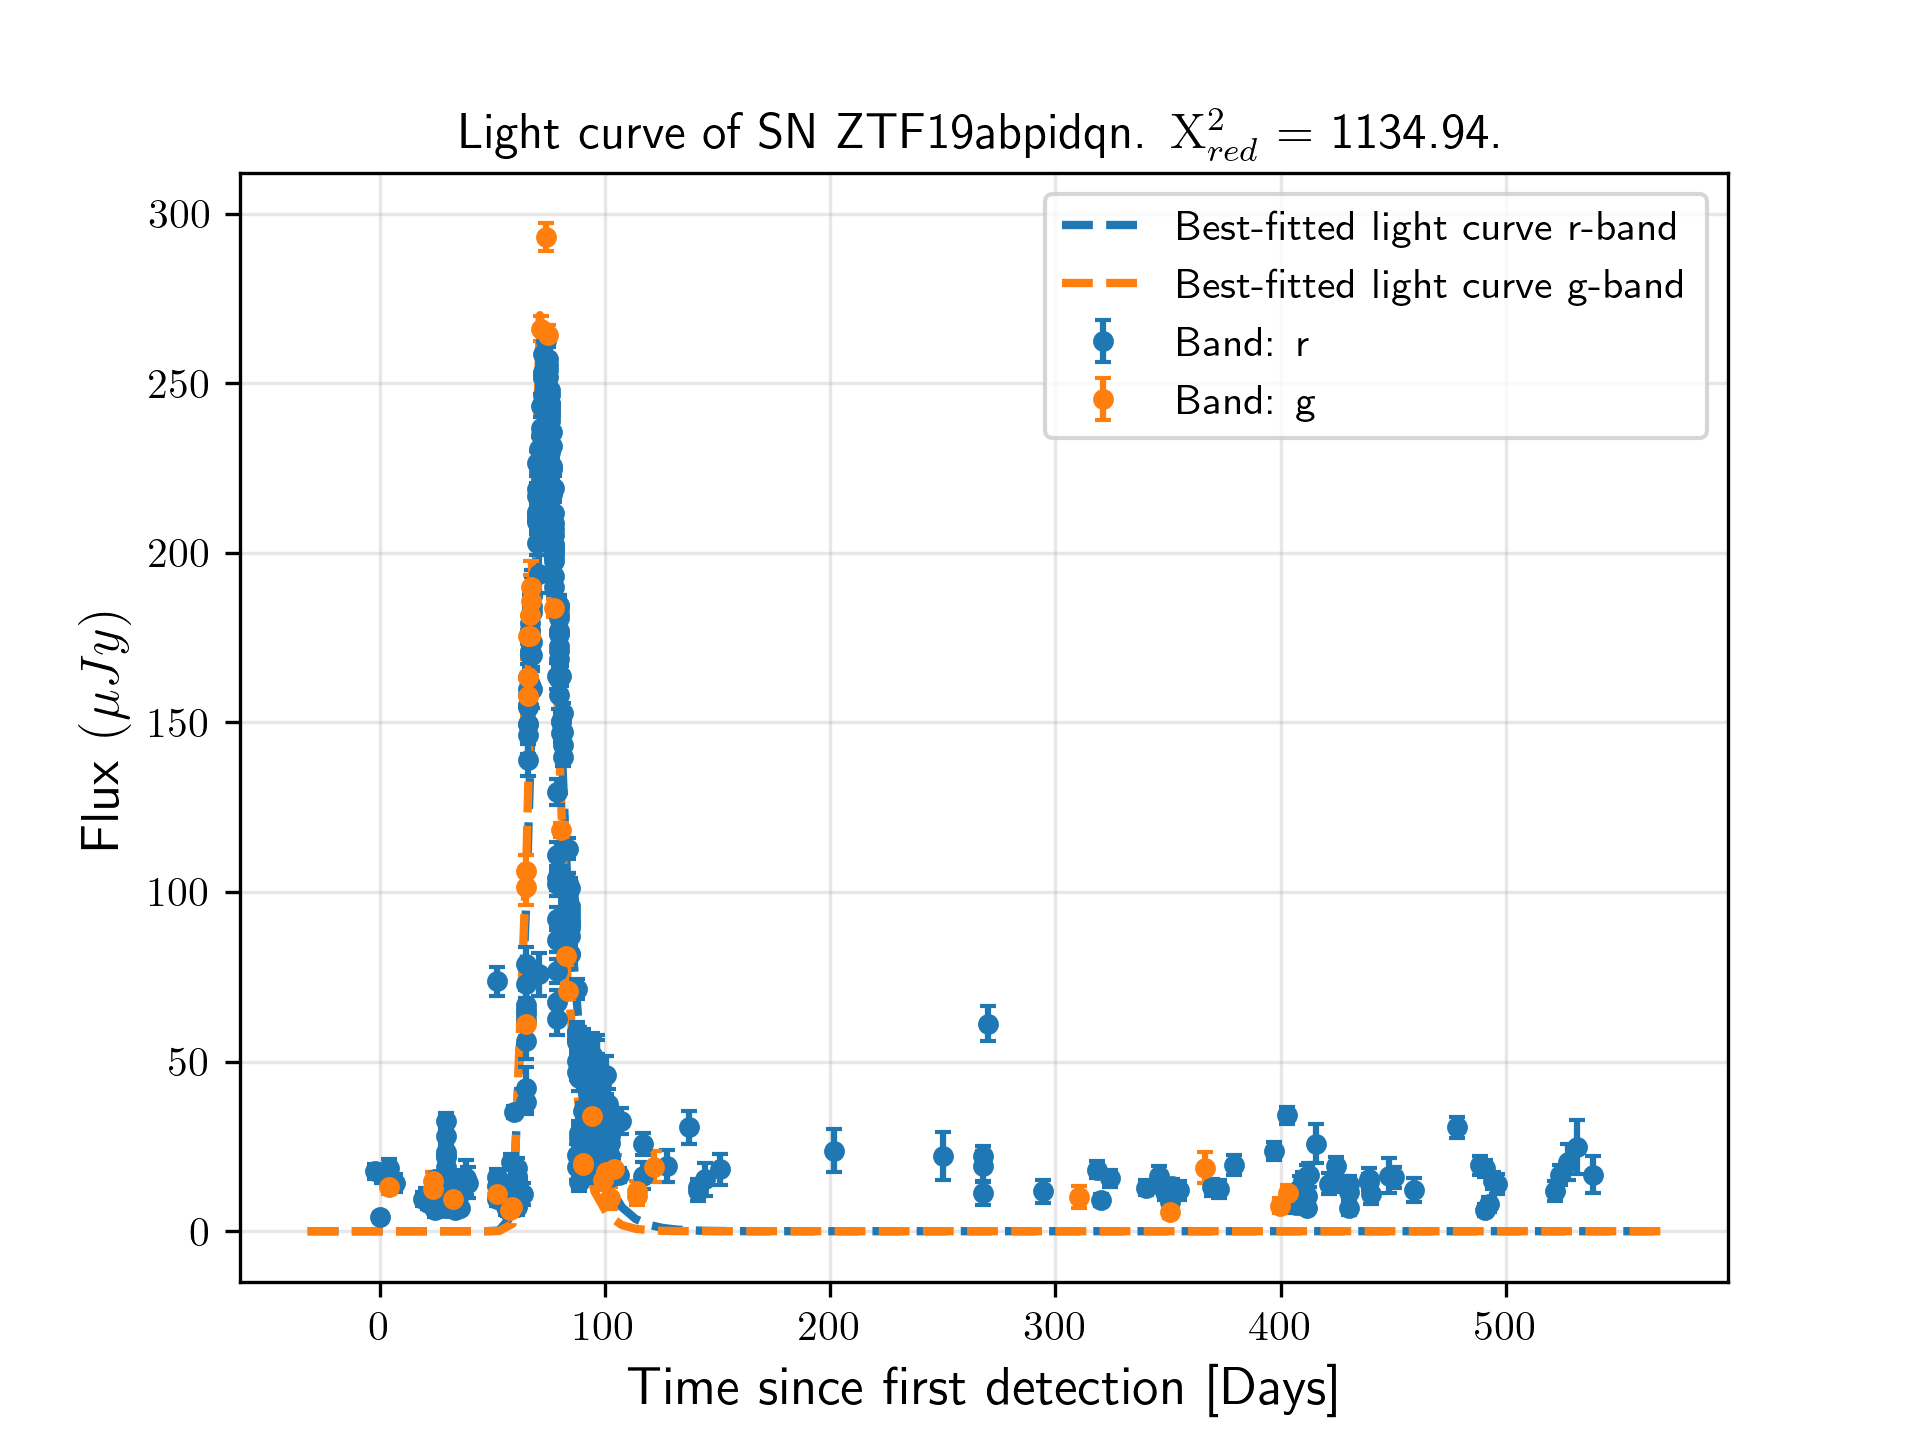 Light curve of SN ZTF19abpidqn. X²_red = 1134.94.
300
250
200
150
100
50
0
Flux (μJy)
Best-fitted light curve r-band
Best-fitted light curve g-band
Band: r
Band: g
0 100 200 300 400 500
Time since first detection [Days]